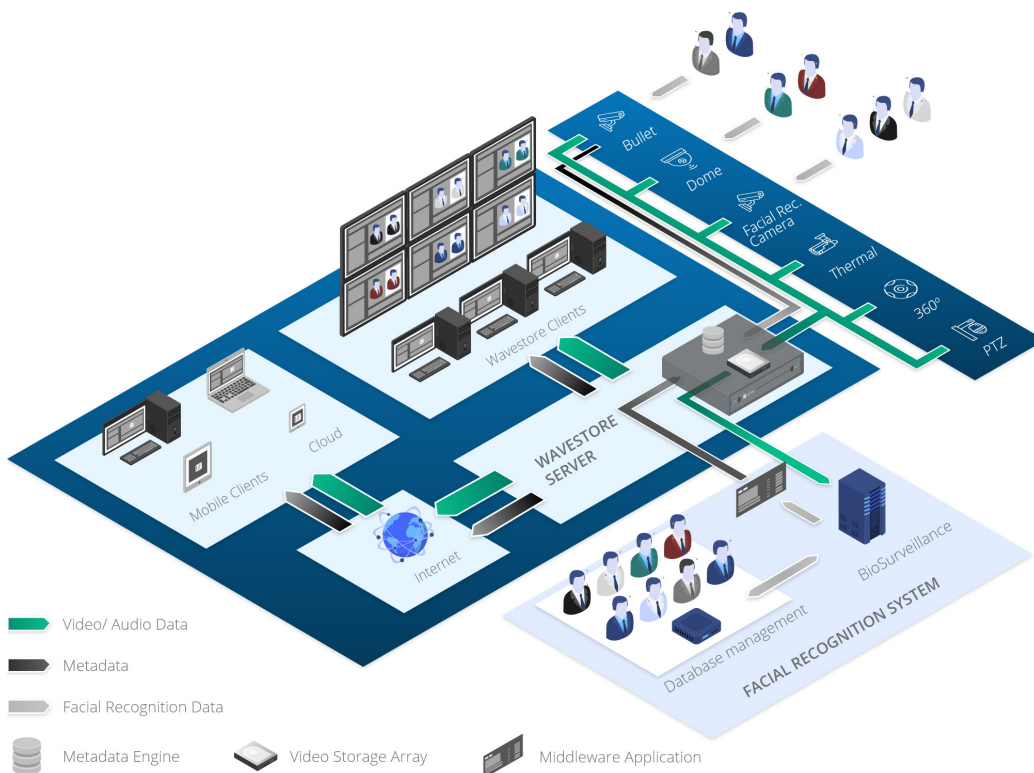 Bullet
Dome
Facial Rec.
Camera
Thermal
360º
PTZ
Wavestore Clients
Cloud
Mobile Clients
WAVESTORE
SERVER
Internet
BioSurveillance
Database management
FACIAL RECOGNITION SYSTEM
Video/ Audio Data
Metadata
Facial Recognition Data
Metadata Engine
Video Storage Array
Middleware Application